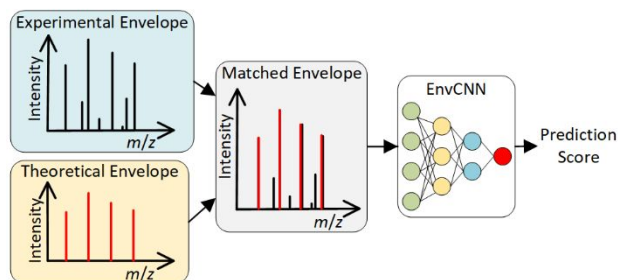 Experimental Envelope
Intensity
m/z
Theoretical Envelope
Intensity
m/z
Matched Envelope
Intensity
m/z
EnvCNN
Prediction
Score